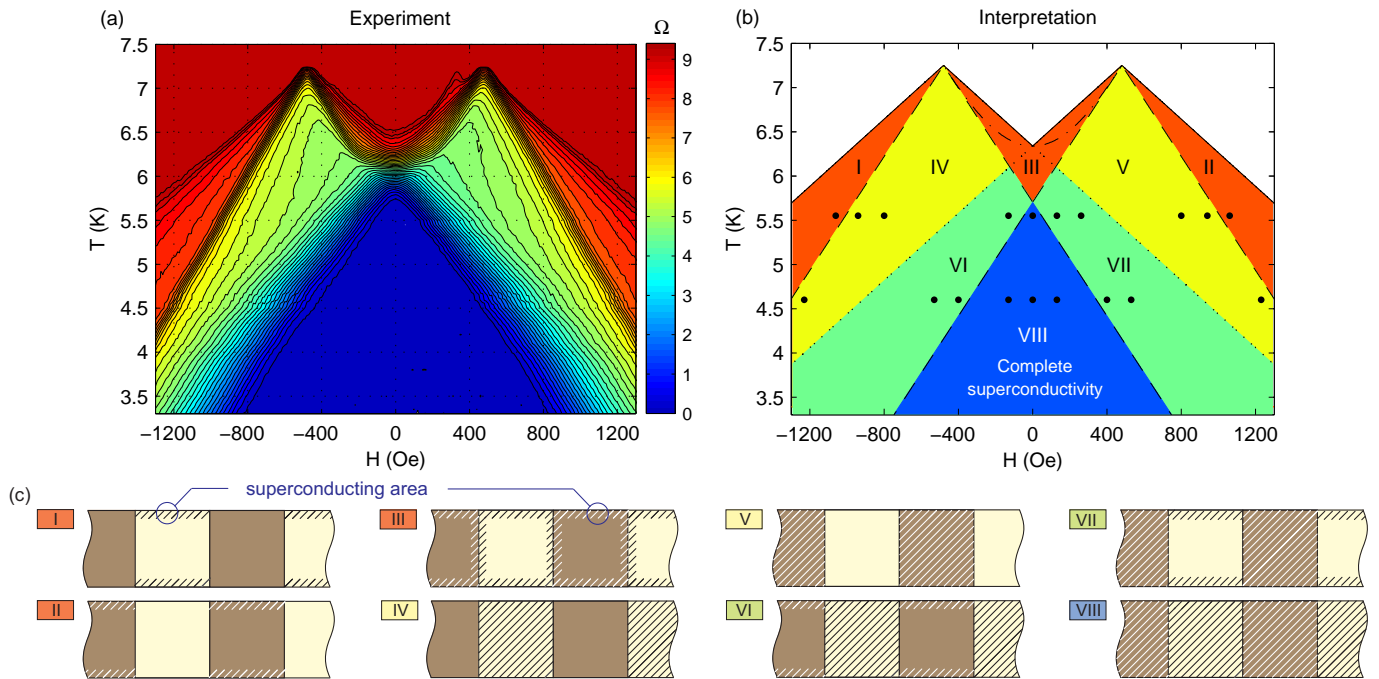 (a) Experiment Ω
7.5
7
6.5
6
5.5
5
4.5
4
3.5
T (K)
−1200 −800 −400 0 400 800 1200
H (Oe)
9
8
7
6
5
4
3
2
1
0
(b) Interpretation
7.5
7
6.5
6
5.5
5
4.5
4
3.5
T (K)
I IV III V II
VI VII
VIII
Complete
superconductivity
−1200 −800 −400 0 400 800 1200
H (Oe)
(c) superconducting area
I III V VII
II IV VI VIII